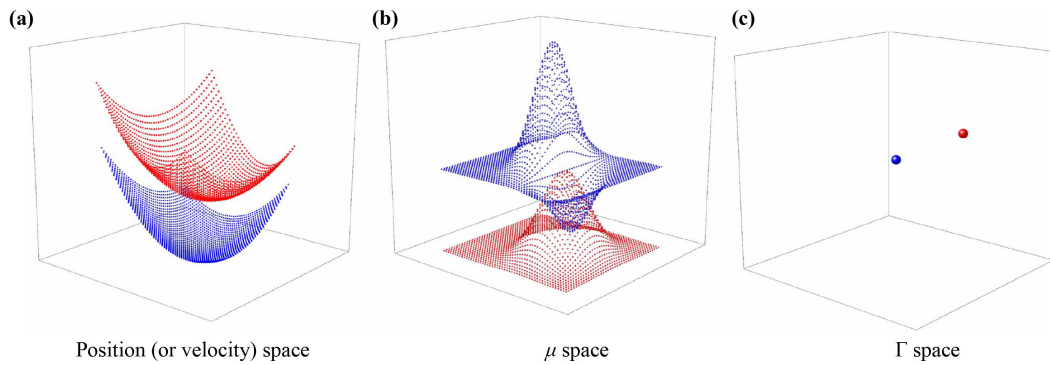 (a) (b) (c)
Position (or velocity) space μ space Γ space